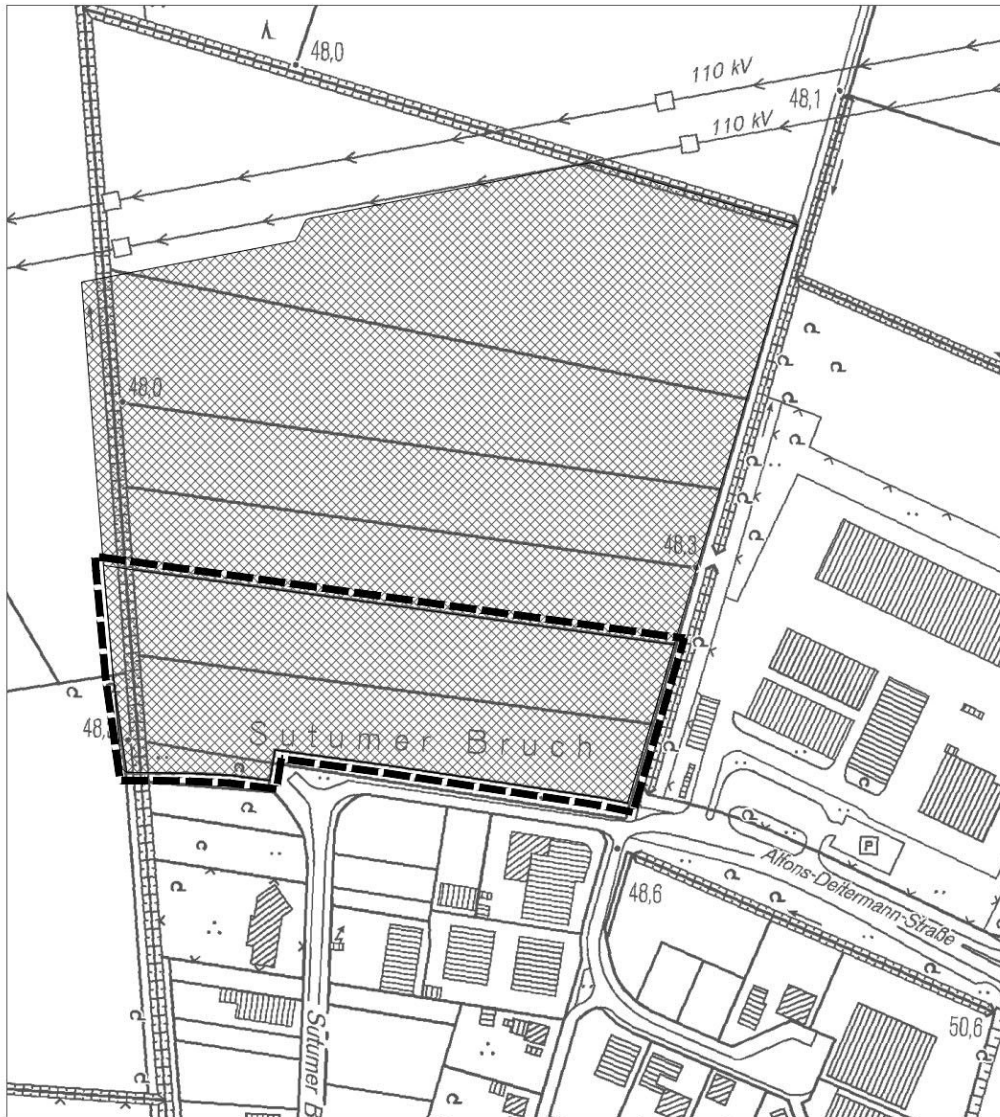 48,0
110 kV
48,1
110 kV
48,0
48,3
Sutumer Bruch
48,
P
Alfons-Deitermann-Straße
48,6
Sutumer B
50,6